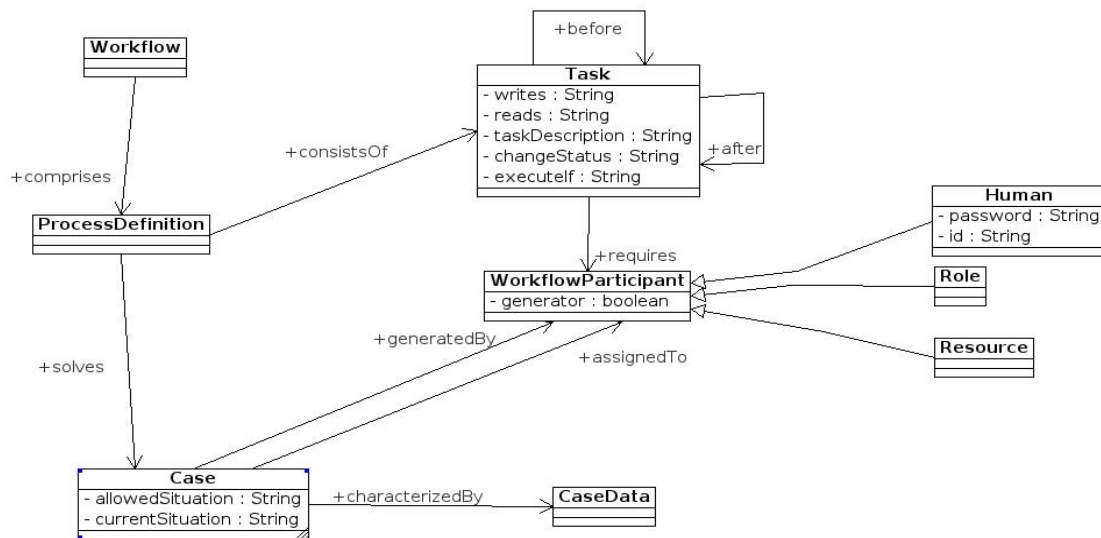 +before
Workflow
Task
- writes : String
- reads : String
- taskDescription : String
- changeStatus : String
- executeIf : String
+after
+consistsOf
+comprises
ProcessDefinition
Human
- password : String
- id : String
+requires
WorkflowParticipant
- generator : boolean
Role
+generatedBy
+assignedTo
Resource
+solves
Case
- allowedSituation : String
- currentSituation : String
+characterizedBy
CaseData